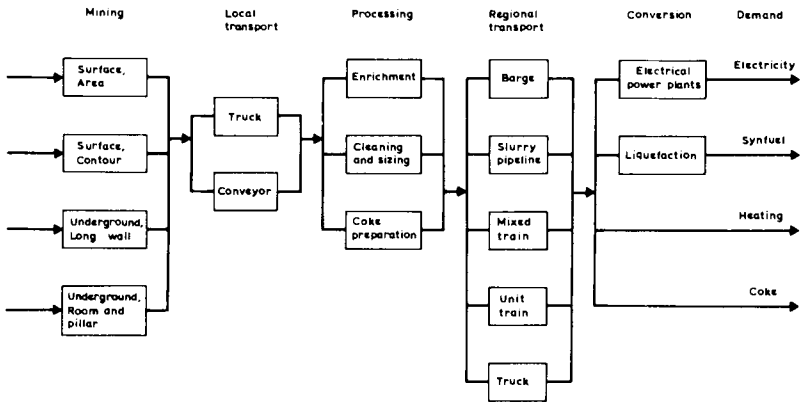 Mining
Local
transport
Processing
Regional
transport
Conversion
Demand
Surface,
Area
Surface,
Contour
Underground,
Long wall
Underground,
Room and
pillar
Truck
Conveyor
Enrichment
Cleaning
and sizing
Coke
preparation
Barge
Slurry
pipeline
Mixed
train
Unit
train
Truck
Electrical
power plants
Liquefaction
Electricity
Synfuel
Heating
Coke